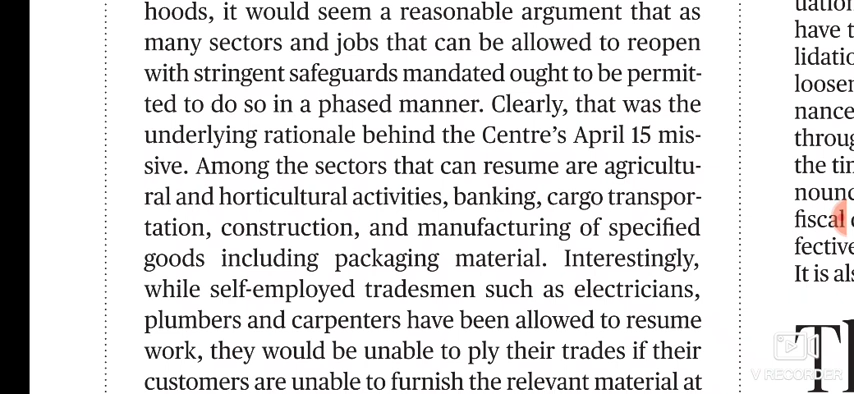 hoods, it would seem a reasonable argument that as
many sectors and jobs that can be allowed to reopen
with stringent safeguards mandated ought to be permit-
ted to do so in a phased manner. Clearly, that was the
underlying rationale behind the Centre's April 15 mis-
sive. Among the sectors that can resume are agricultu-
ral and horticultural activities, banking, cargo transpor-
tation, construction, and manufacturing of specified
goods including packaging material. Interestingly,
while self-employed tradesmen such as electricians,
plumbers and carpenters have been allowed to resume
work, they would be unable to ply their trades if their
customers are unable to furnish the relevant material at
have t
lidatio
looser
nance
throug
the tin
nounc
fiscal
fective
It is als
V RECORDER